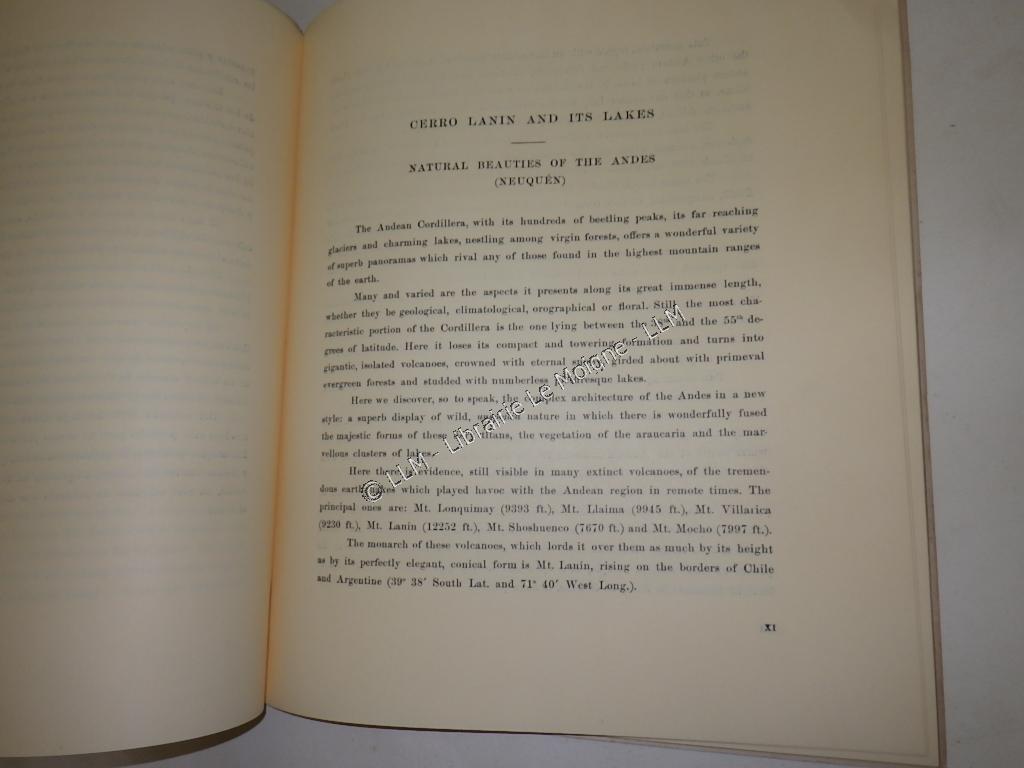 CERRO LANIN AND ITS LAKES
NATURAL BEAUTIES OF THE ANDES
(NEUQUÉN)
The Andean Cordillera, with its hundreds of beetling peaks, its far reaching
glaciers and charming lakes, nestling among virgin forests, offers a wonderful variety
of superb panoramas which rival any of those found in the highest mountain ranges
of the earth.
Many and varied are the aspects it presents along its great immense length,
whether they be geological, climatological, orographical or floral. Still, the most cha-
racteristic portion of the Cordillera is the one lying between the and the 55th de-
grees of latitude. Here it loses its compact and towering formation and turns into
gigantic, isolated volcanoes, crowned with eternal girded about with primeval
evergreen forests and studded with numberless lakes.
Here we discover, so to speak, the complex architecture of the Andes in a new
style: a superb display of wild, nature in which there is wonderfully fused
the majestic forms of these titans, the vegetation of the araucaria and the mar-
vellous clusters of lakes.
Here there is evidence, still visible in many extinct volcanoes, of the tremen-
dous earthquakes which played havoc with the Andean region in remote times. The
principal ones are: Mt. Lonquimay (9393 ft.), Mt. Llaima (9945 ft.), Mt. Villarica
(9230 ft.), Mt. Lanin (12252 ft.), Mt. Shoshuenco (7670 ft.) and Mt. Mocho (7997 ft.).
The monarch of these volcanoes, which lords it over them as much by its height
as by its perfectly elegant, conical form is Mt. Lanin, rising on the borders of Chile
and Argentine (39° 38' South Lat. and 71° 40' West Long.).
XI
© LLM - Librairie Le Moigne - LLM